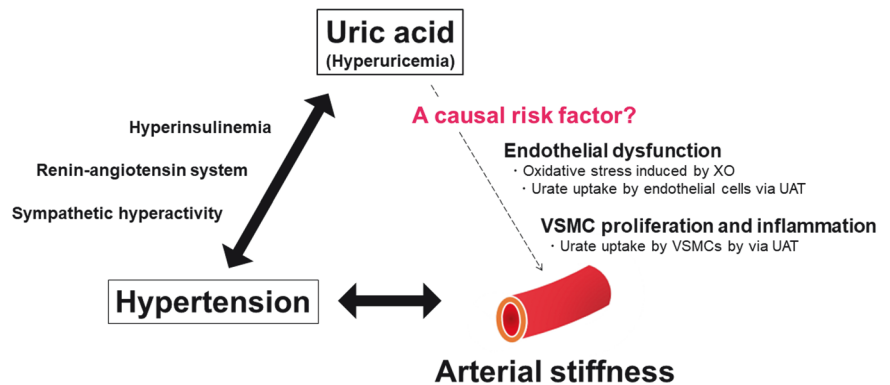 Uric acid
(Hyperuricemia)
A causal risk factor?
Hyperinsulinemia
Renin-angiotensin system
Sympathetic hyperactivity
Endothelial dysfunction
・Oxidative stress induced by XO
・Urate uptake by endothelial cells via UAT
VSMC proliferation and inflammation
・Urate uptake by VSMCs by via UAT
Hypertension
Arterial stiffness